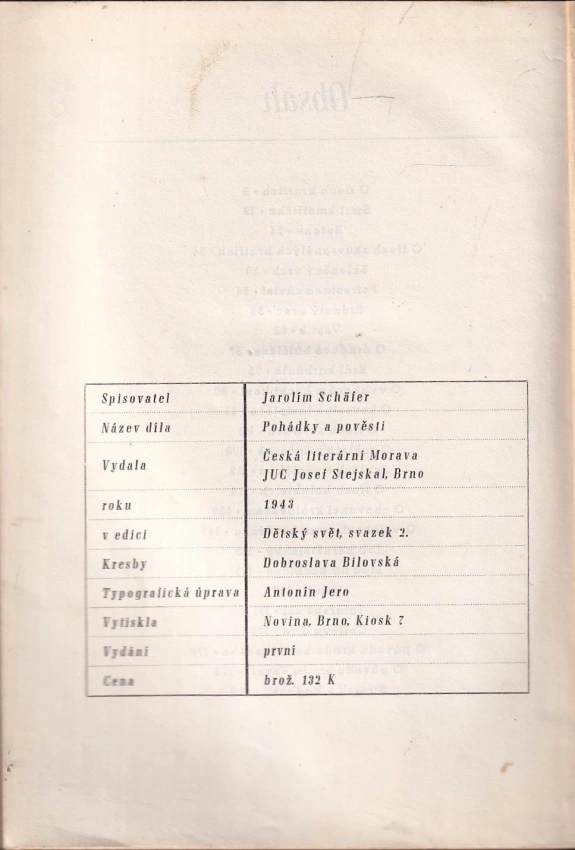 Spisovatel Jarolím Schäfer
Název díla Pohádky a pověsti
Vydala Česká literární Morava
JUC Josef Stejskal, Brno
roku 1943
v edici Dětský svět, svazek 2.
Kresby Dobroslava Bilovská
Typografická úprava Antonín Jero
Vytiskla Novina, Brno, Kiosk 7
Vydání první
Cena brož. 132 K